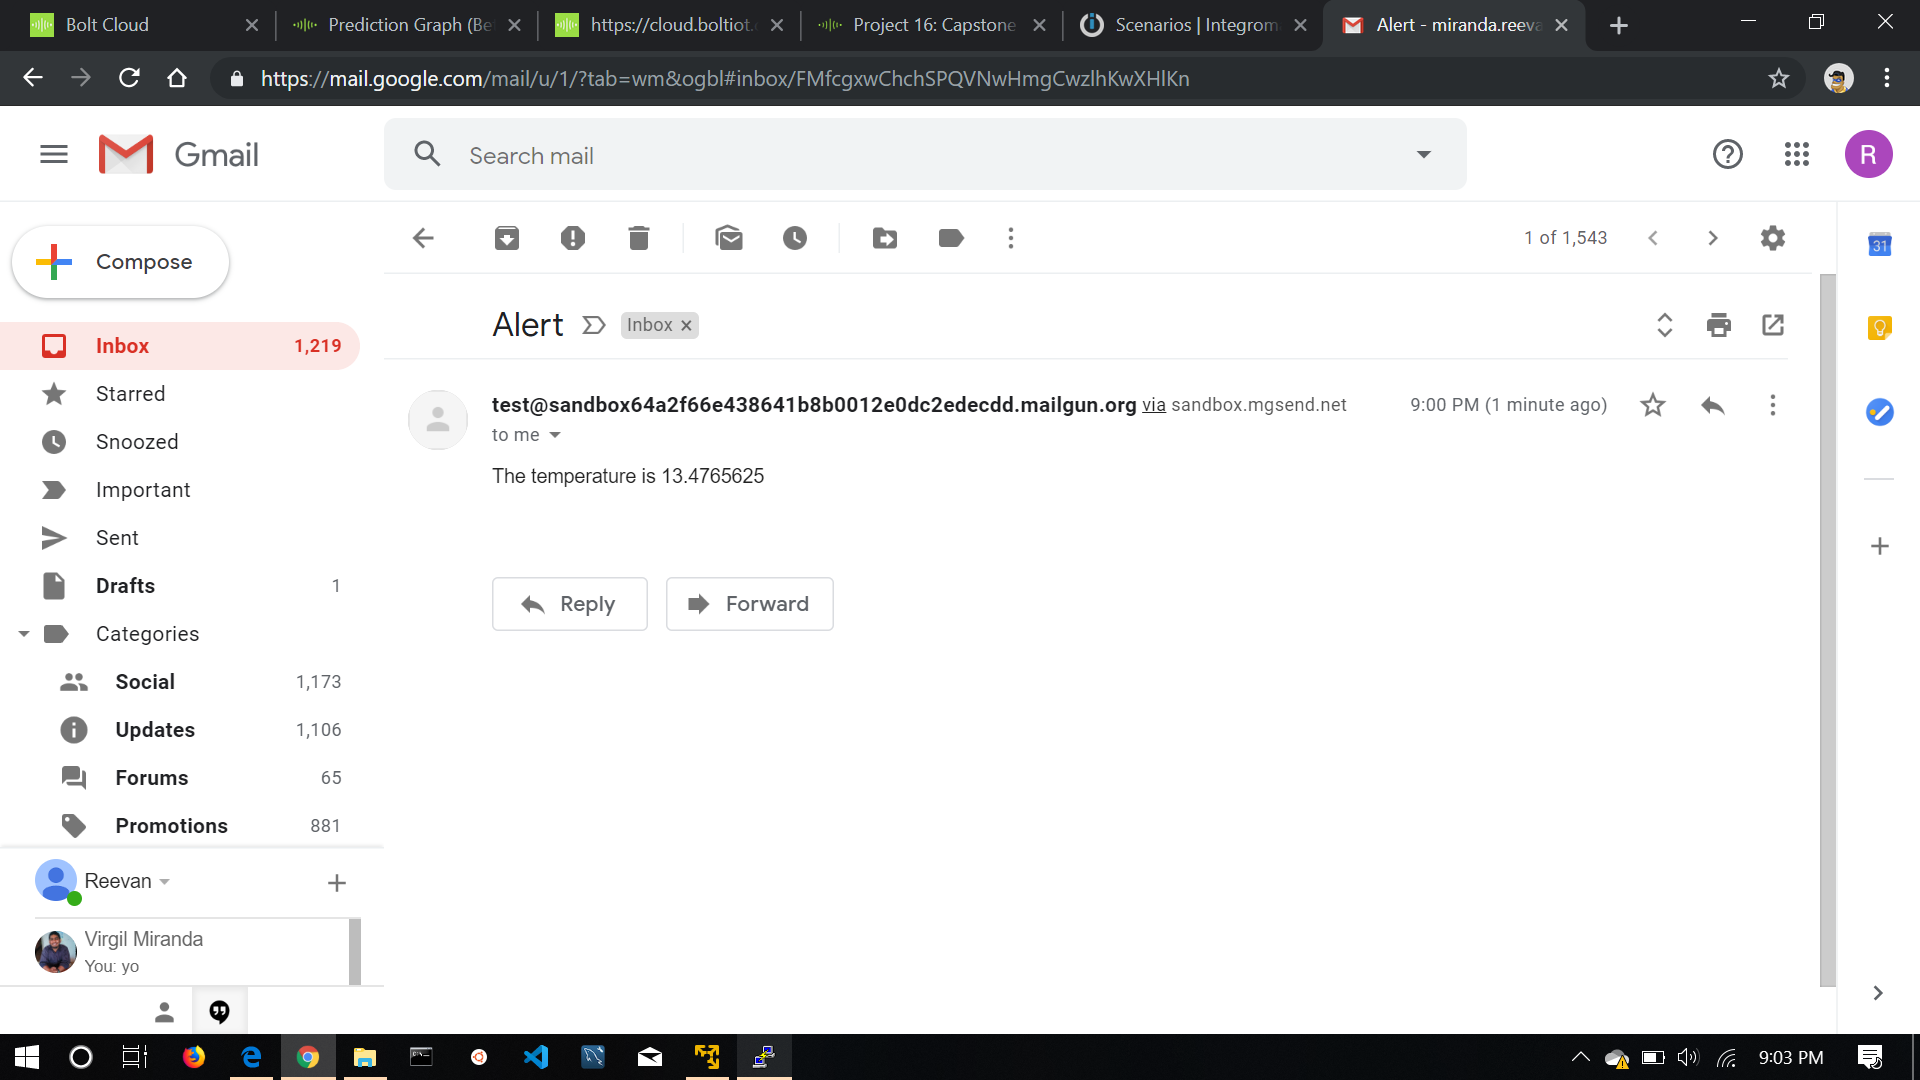 Bolt Cloud
Prediction Graph (Be
https://cloud.boltiot.
Project 16: Capstone
Scenarios | Integrom
Alert - miranda.reeva
https://mail.google.com/mail/u/1/?tab=wm&ogbl#inbox/FMfcgxwChchSPQVNwHmgCwzlhKwXHlKn
Gmail
Search mail
R
Compose
1 of 1,543
31
Alert
Inbox
Inbox 1,219
Starred
Snoozed
Important
Sent
Drafts 1
Categories
Social 1,173
Updates 1,106
Forums 65
Promotions 881
test@sandbox64a2f66e438641b8b0012e0dc2edecdd.mailgun.org via sandbox.mgsend.net
9:00 PM (1 minute ago)
to me
The temperature is 13.4765625
Reply
Forward
Reevan
Virgil Miranda
You: yo
9:03 PM